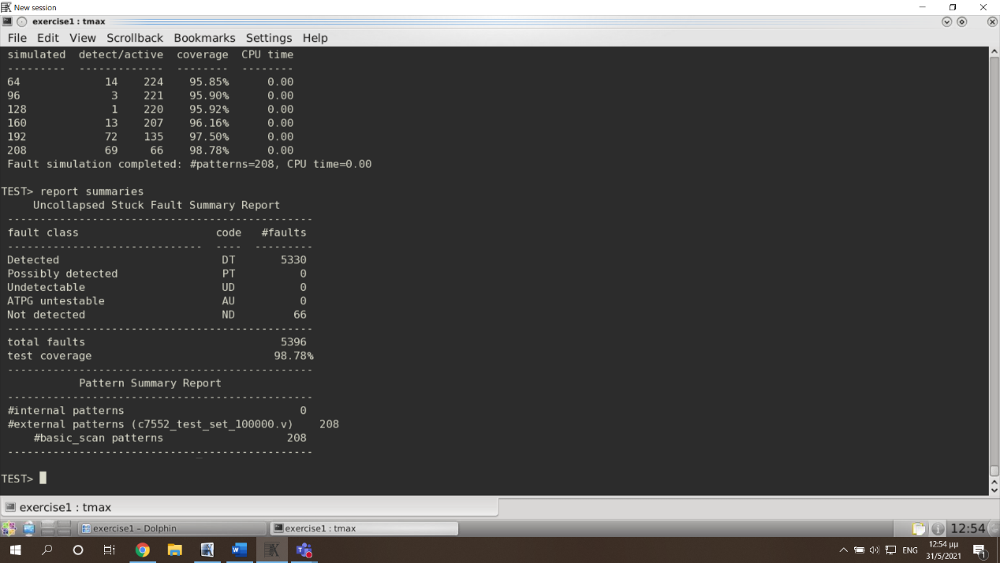 New session
exercise1 : tmax
File Edit View Scrollback Bookmarks Settings Help
simulated detect/active coverage CPU time
--------- ------------- -------- --------
64 14 224 95.85% 0.00
96 3 221 95.90% 0.00
128 1 220 95.92% 0.00
160 13 207 96.16% 0.00
192 72 135 97.50% 0.00
208 69 66 98.78% 0.00
Fault simulation completed: #patterns=208, CPU time=0.00
TEST> report summaries
Uncollapsed Stuck Fault Summary Report
-----------------------------------------------
fault class code #faults
------------------------------ ---- ---------
Detected DT 5330
Possibly detected PT 0
Undetectable UD 0
ATPG untestable AU 0
Not detected ND 66
-----------------------------------------------
total faults 5396
test coverage 98.78%
-----------------------------------------------
Pattern Summary Report
-----------------------------------------------
#internal patterns 0
#external patterns (c7552_test_set_100000.v) 208
#basic_scan patterns 208
-----------------------------------------------
TEST>
exercise1 : tmax
exercise1 – Dolphin exercise1 : tmax 12:54
ENG 12:54 μμ
31/5/2021 1